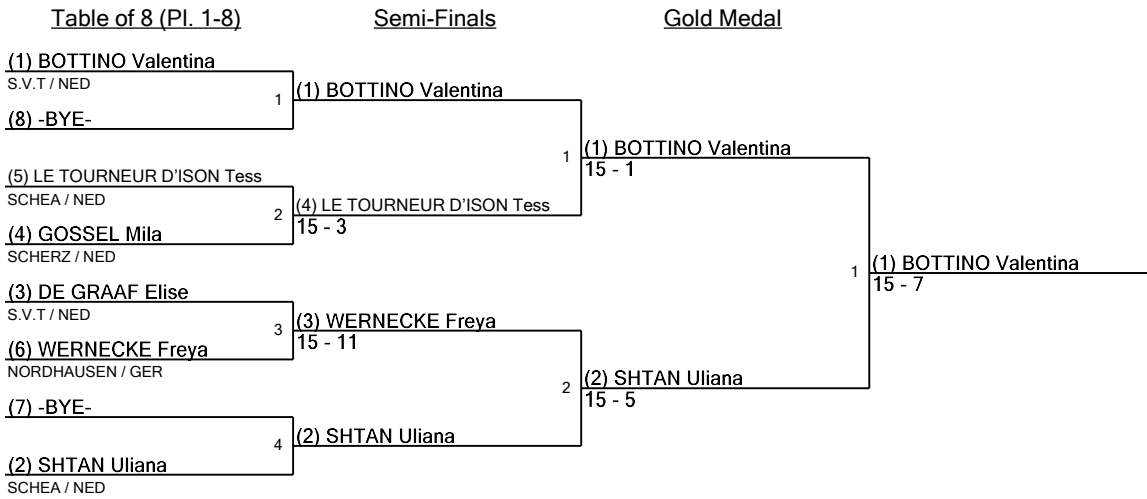 Table of 8 (Pl. 1-8)
Semi-Finals
Gold Medal
(1) BOTTINO Valentina
S.V.T / NED
(8) -BYE-
1
(1) BOTTINO Valentina
(5) LE TOURNEUR D'ISON Tess
SCHEA / NED
(4) GOSSEL Mila
SCHERZ / NED
2
(4) LE TOURNEUR D'ISON Tess
15 - 3
1
(1) BOTTINO Valentina
15 - 1
(3) DE GRAAF Elise
S.V.T / NED
(6) WERNECKE Freya
NORDHAUSEN / GER
3
(3) WERNECKE Freya
15 - 11
(7) -BYE-
(2) SHTAN Uliana
SCHEA / NED
4
(2) SHTAN Uliana
2
(2) SHTAN Uliana
15 - 5
1
(1) BOTTINO Valentina
15 - 7